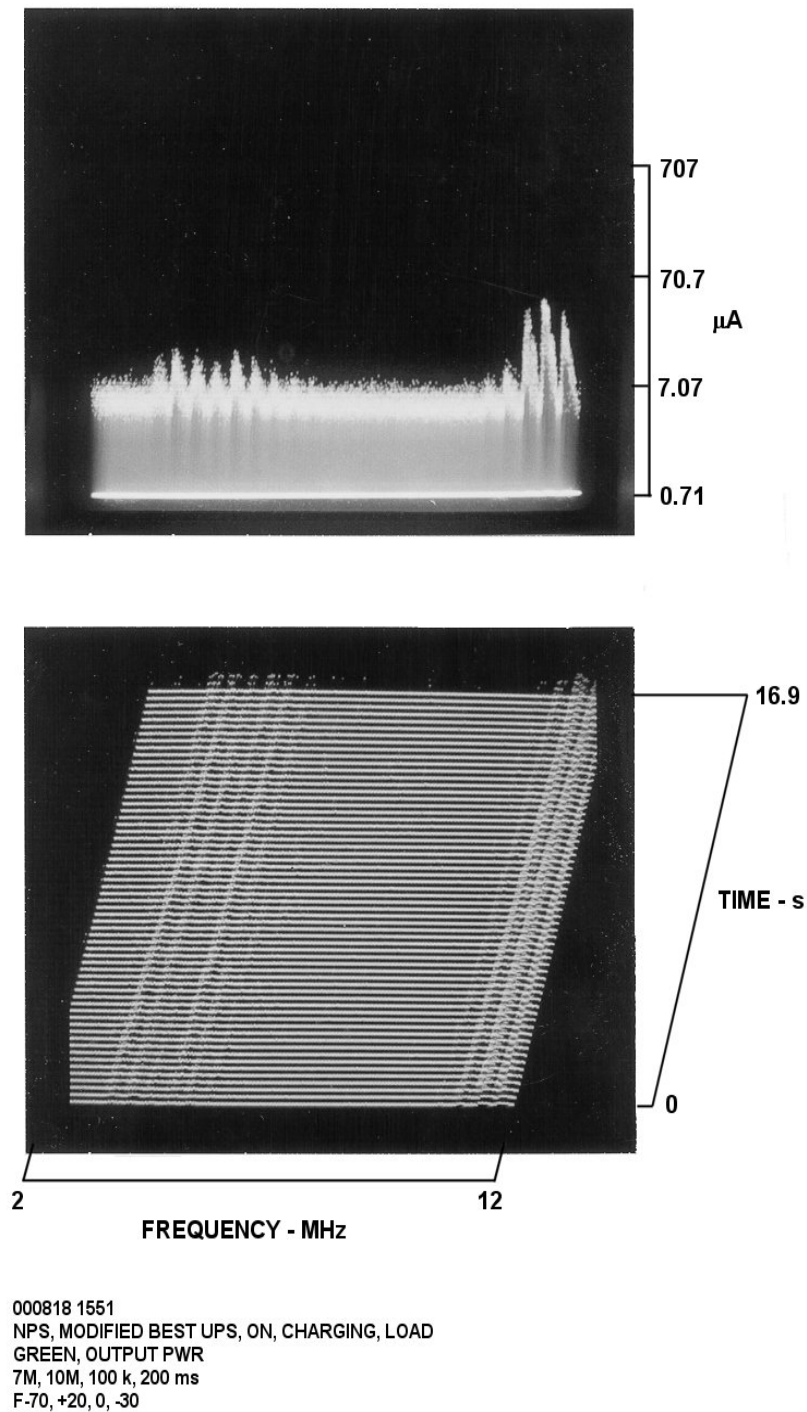 707
70.7
μA
7.07
0.71
16.9
TIME - s
0
2
12
FREQUENCY - MHz
000818 1551
NPS, MODIFIED BEST UPS, ON, CHARGING, LOAD
GREEN, OUTPUT PWR
7M, 10M, 100 k, 200 ms
F-70, +20, 0, -30